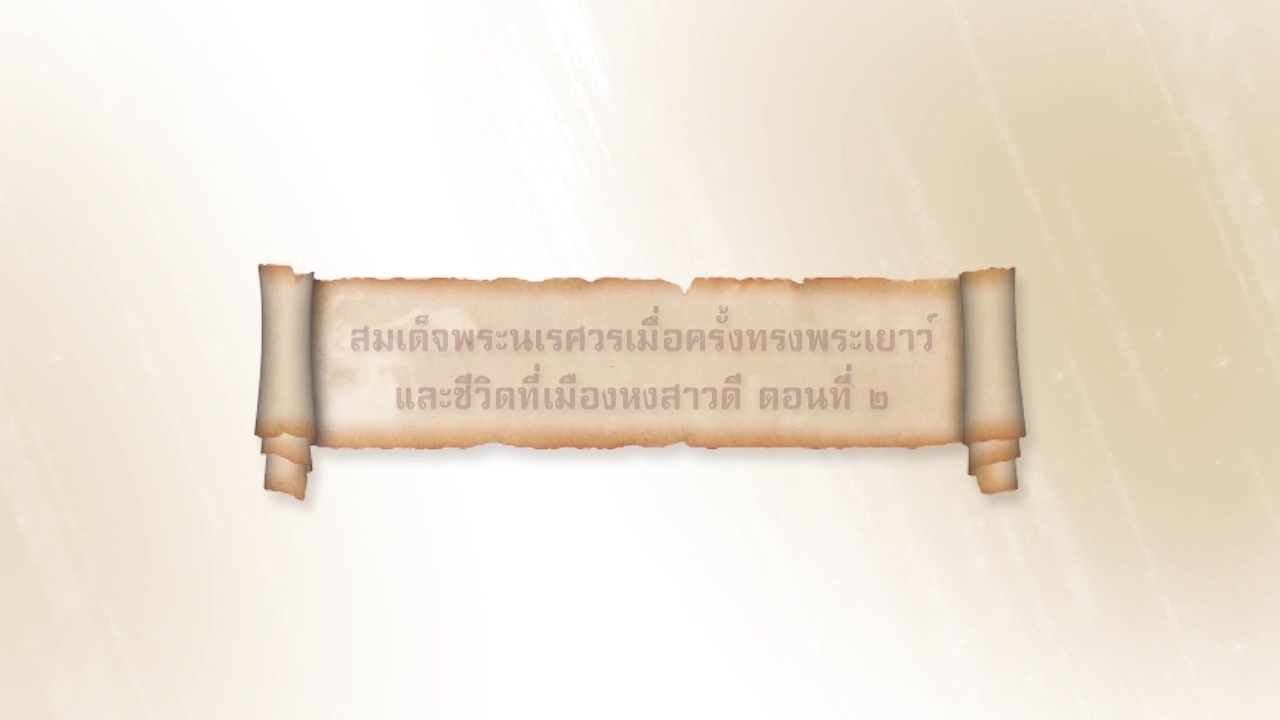 สมเด็จพระนเรศวรเมื่อครั้งทรงพระเยาว์
และชีวิตที่เมืองหงสาวดี ตอนที่ ๒